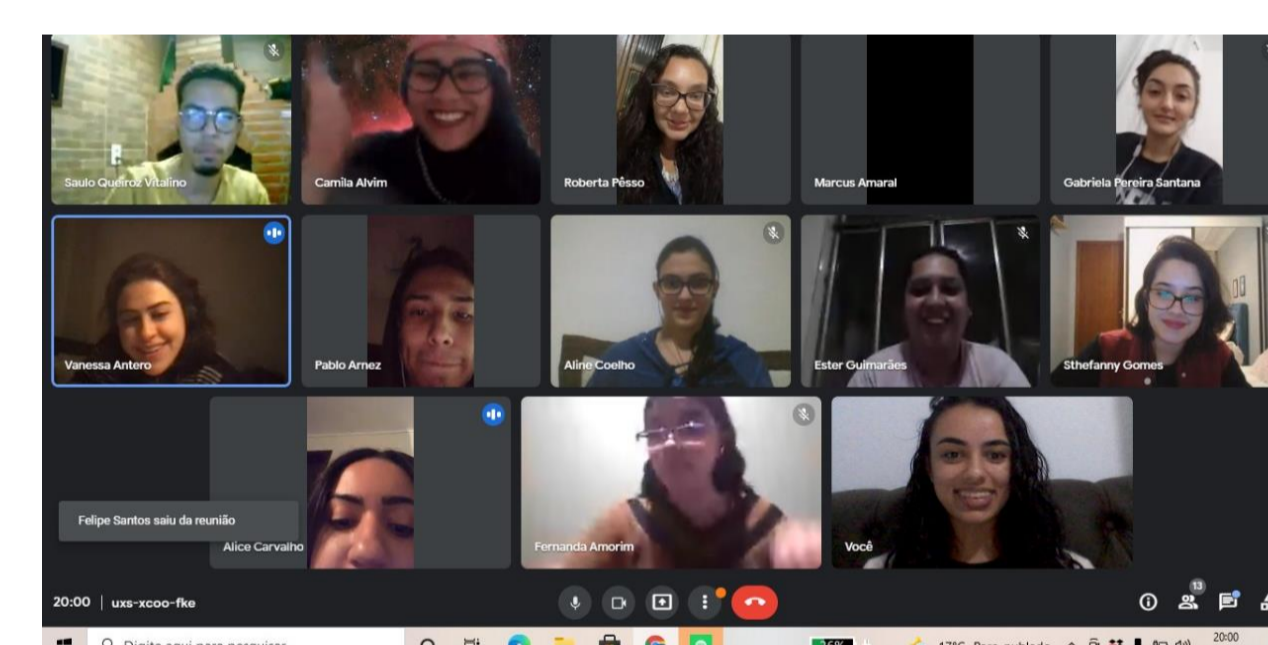 Saulo Queiroz Vitalino
Camila Alvim
Roberta Pêsso
Marcus Amaral
Gabriela Pereira Santana
Vanessa Antero
Pablo Arnez
Aline Coelho
Ester Guimarães
Sthefanny Gomes
Felipe Santos saiu da reunião
Alice Carvalho
Fernanda Amorim
Você
20:00 | uxs-xcoo-fke
13
Digite aqui para pesquisar
17°C Parc. nublado
20:00